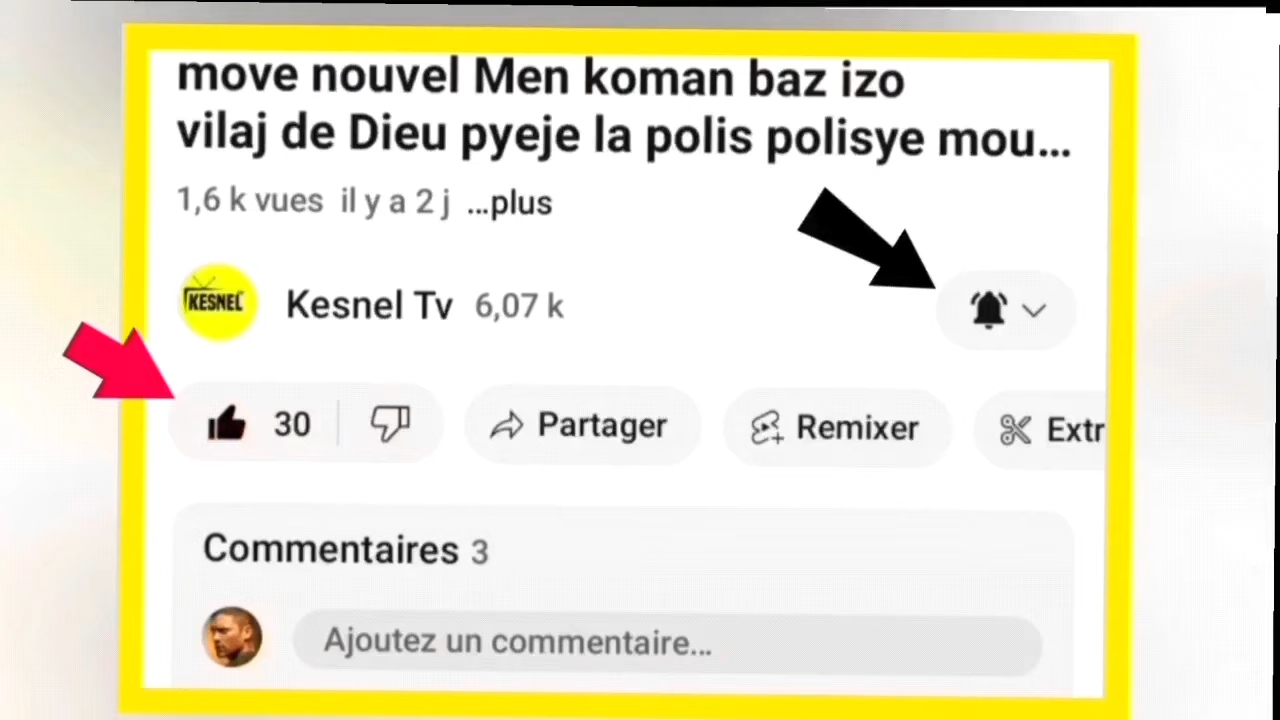 move nouvel Men koman baz izo
vilaj de Dieu pyeje la polis polisye mou...
1,6 k vues il y a 2 j ...plus
KESNEL
Kesnel Tv 6,07 k
30 Partager Remixer Extr
Commentaires 3
Ajoutez un commentaire...